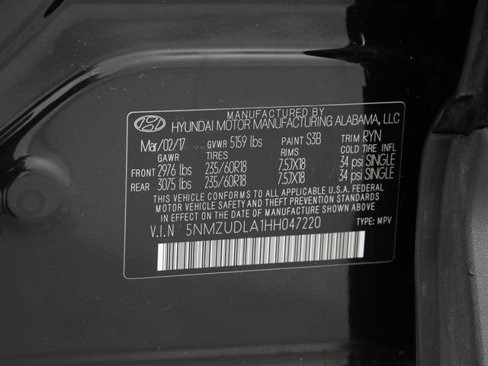 MANUFACTURED BY
HYUNDAI MOTOR MANUFACTURING ALABAMA, LLC
Mar/02/17 GVWR 5159 lbs PAINT S3B TRIM RYN
GAWR TIRES RIMS COLD TIRE INFL
FRONT 2976 lbs 235/60R18 7.5JX18 34 psi SINGLE
REAR 3075 lbs 235/60R18 7.5JX18 34 psi SINGLE
THIS VEHICLE CONFORMS TO ALL APPLICABLE U.S.A. FEDERAL
MOTOR VEHICLE SAFETY AND THEFT PREVENTION STANDARDS
IN EFFECT ON THE DATE OF MANUFACTURE SHOWN ABOVE.
V.I.N 5NMZUDLA1HH047220 TYPE: MPV